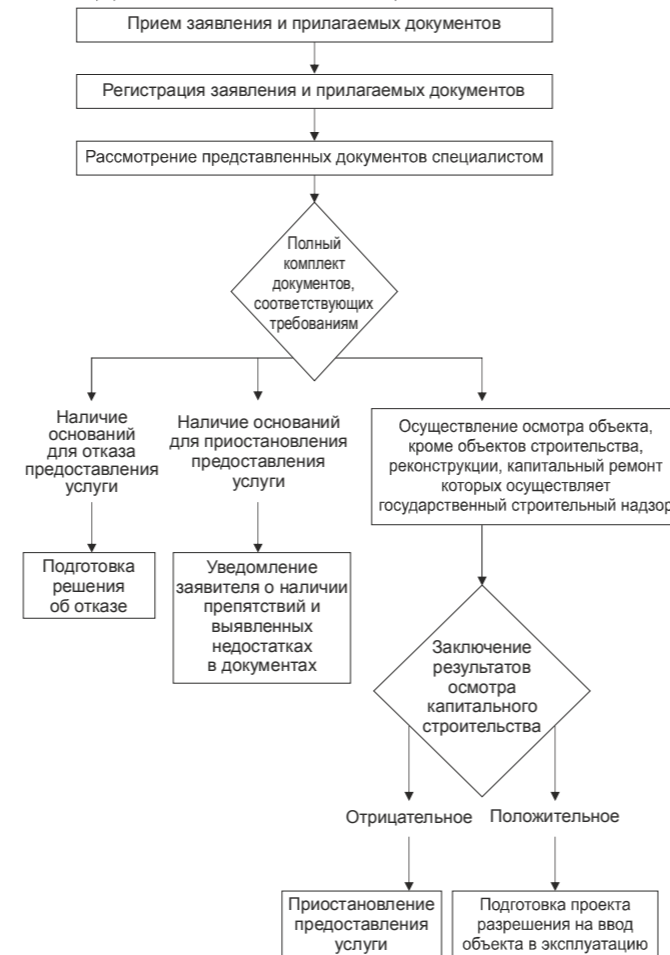 Прием заявления и прилагаемых документов
Регистрация заявления и прилагаемых документов
Рассмотрение представленных документов специалистом
Полный
комплект
документов,
соответствующих
требованиям
Наличие
оснований
для отказа
предоставления
услуги
Наличие оснований
для приостановления
предоставления
услуги
Осуществление осмотра объекта,
кроме объектов строительства,
реконструкции, капитальный ремонт
которых осуществляет
государственный строительный надзор
Подготовка
решения
об отказе
Уведомление
заявителя о наличии
препятствий и
выявленных
недостатках
в документах
Заключение
результатов
осмотра
капитального
строительства
Отрицательное
Положительное
Приостановление
предоставления
услуги
Подготовка проекта
разрешения на ввод
объекта в эксплуатацию